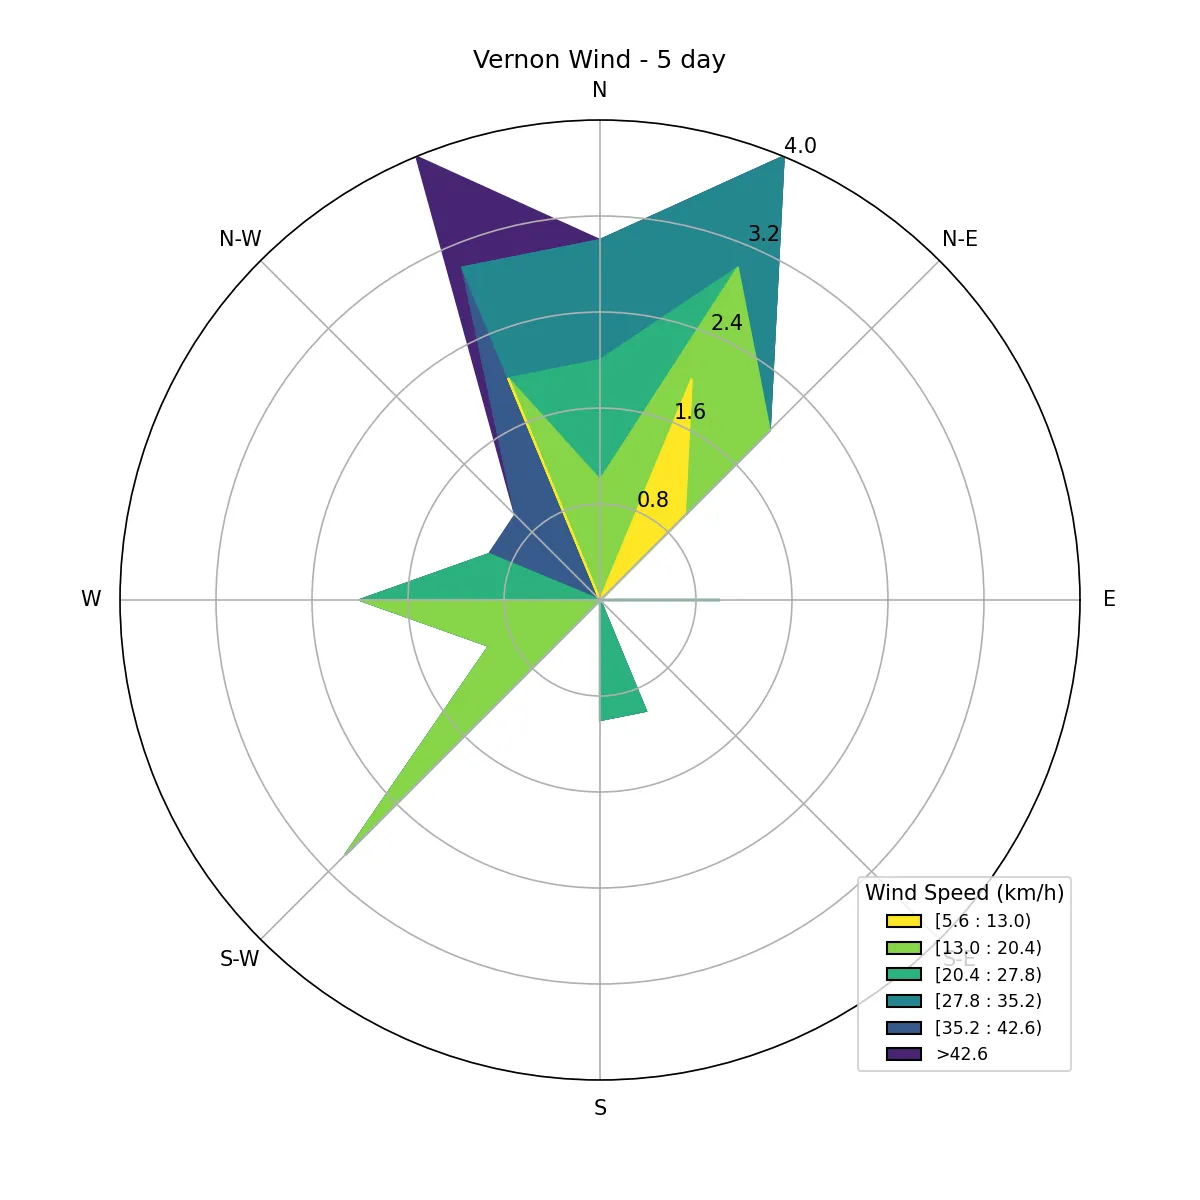 Vernon Wind - 5 day
N
4.0
3.2
N-W
N-E
2.4
1.6
0.8
W
E
S-W
S-E
S
Wind Speed (km/h)
[5.6 : 13.0)
[13.0 : 20.4)
[20.4 : 27.8)
[27.8 : 35.2)
[35.2 : 42.6)
>42.6